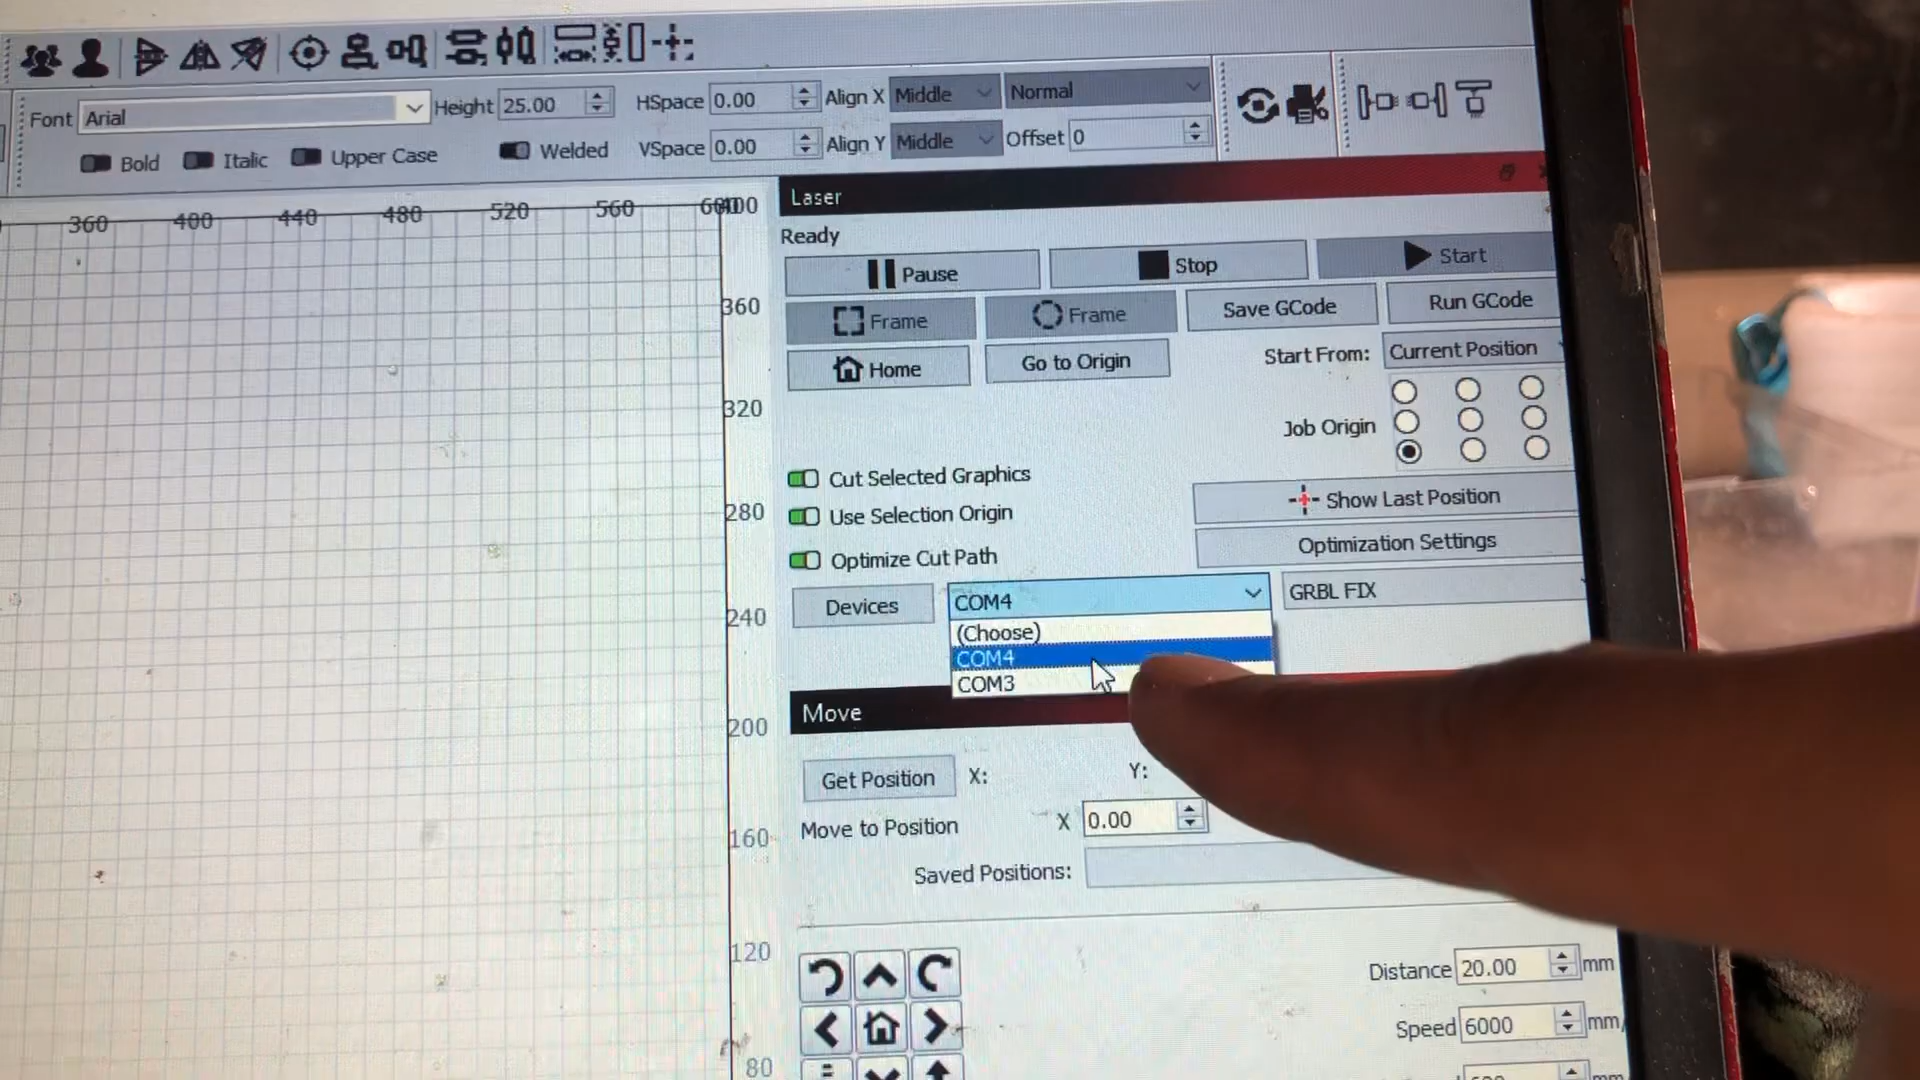 Font Arial Height 25.00 HSpace 0.00 Align X Middle Normal
Bold Italic Upper Case Welded VSpace 0.00 Align Y Middle Offset 0
360 400 440 480 520 560
Laser
Ready
Pause Stop Start
360
Frame Frame Save GCode Run GCode
Home Go to Origin Start From: Current Position
320
Job Origin
Cut Selected Graphics
280
Use Selection Origin Show Last Position
Optimize Cut Path Optimization Settings
240
Devices COM4 GRBL FIX
(Choose)
COM4
COM3
200
Move
Get Position X: Y:
160
Move to Position X 0.00
Saved Positions:
120
Distance 20.00 mm
Speed 6000
80